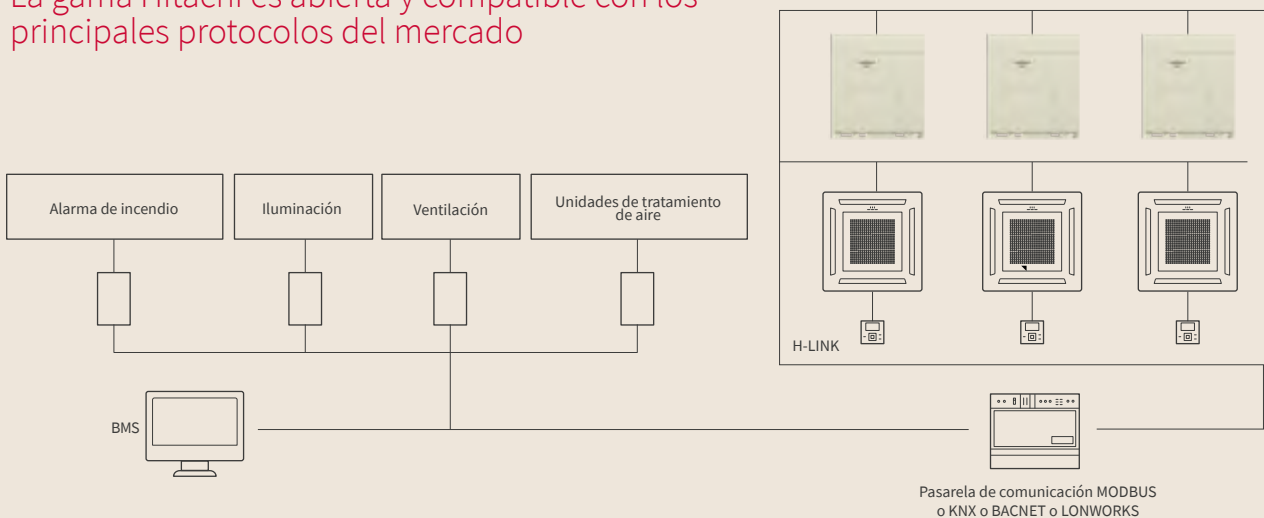 La gama Hitachi es abierta y compatible con los
principales protocolos del mercado
Alarma de incendio
Iluminación
Ventilación
Unidades de tratamiento
de aire
H-LINK
BMS
Pasarela de comunicación MODBUS
o KNX o BACNET o LONWORKS